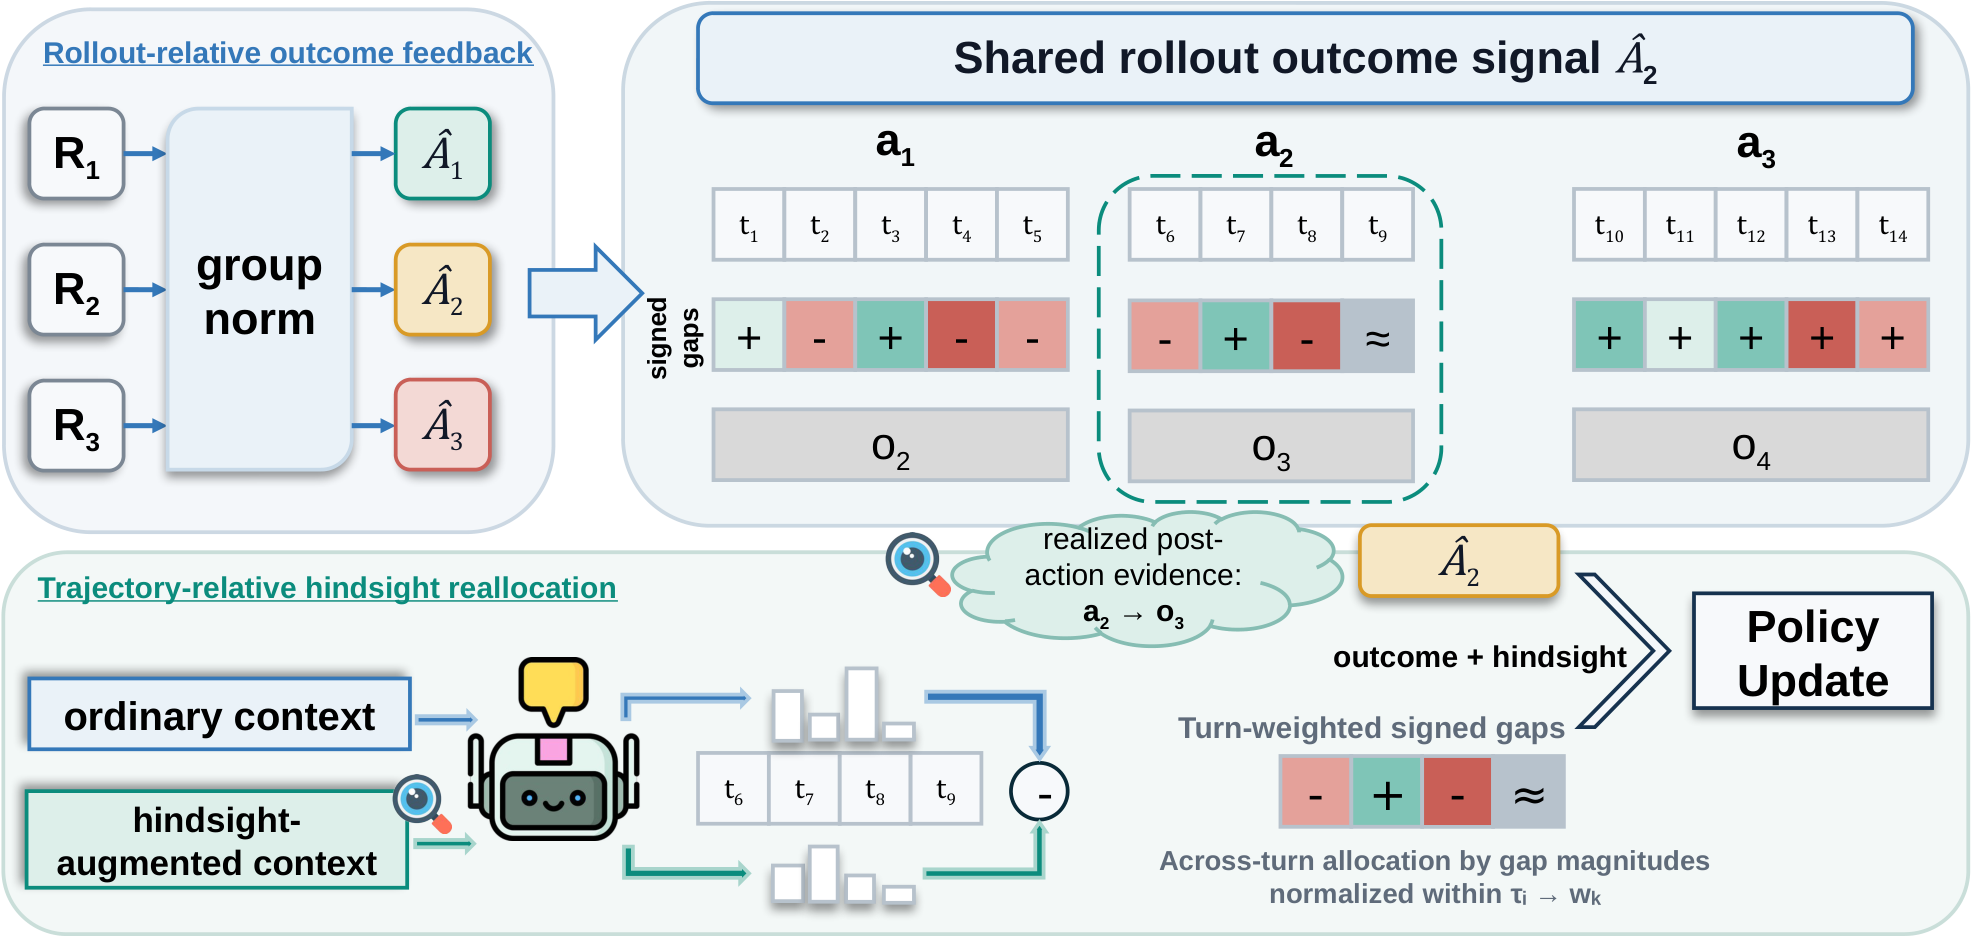 Rollout-relative outcome feedback
R1
R2
R3
group
norm
Â1
Â2
Â3
Shared rollout outcome signal Â2
a1 a2 a3
t1 t2 t3 t4 t5 t6 t7 t8 t9 t10 t11 t12 t13 t14
signed
gaps
+ - + - - - + - ≈ + + + + +
o2 o3 o4
Trajectory-relative hindsight reallocation
realized post-
action evidence:
a2 → o3
Â2
outcome + hindsight
Policy
Update
ordinary context
hindsight-
augmented context
t6 t7 t8 t9
-
Turn-weighted signed gaps
- + - ≈
Across-turn allocation by gap magnitudes
normalized within τi → wk